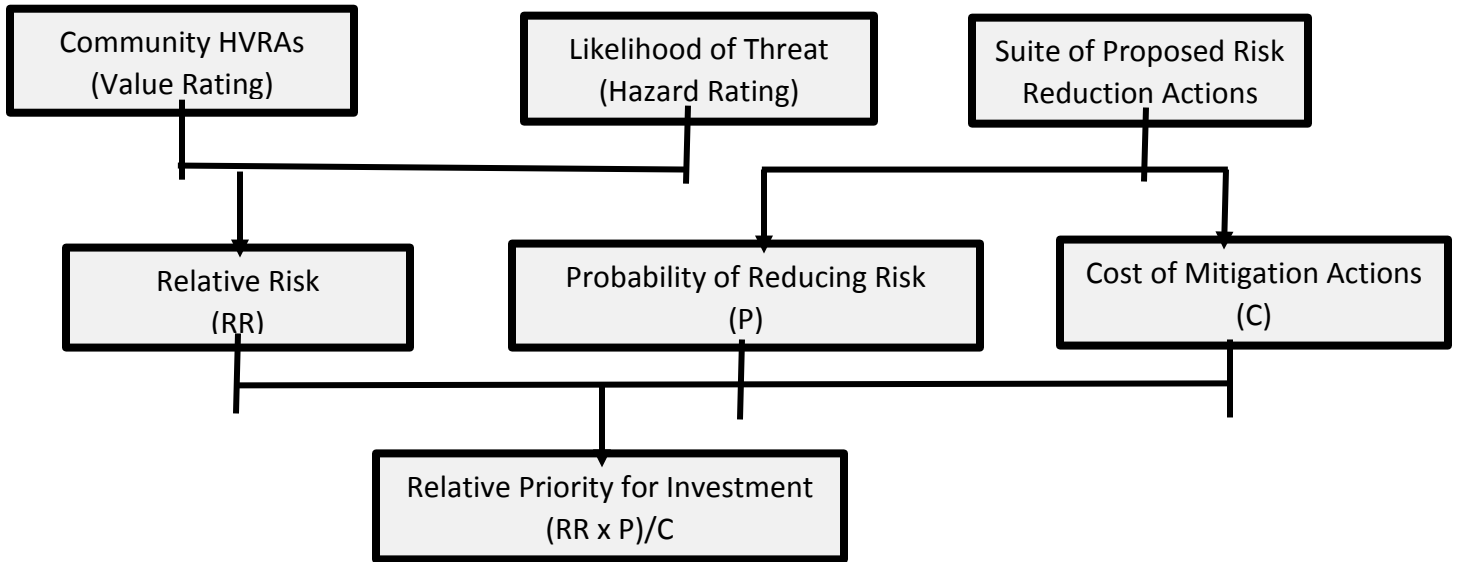 Community HVRAs
(Value Rating)
Likelihood of Threat
(Hazard Rating)
Suite of Proposed Risk
Reduction Actions
Relative Risk
(RR)
Probability of Reducing Risk
(P)
Cost of Mitigation Actions
(C)
Relative Priority for Investment
(RR x P)/C